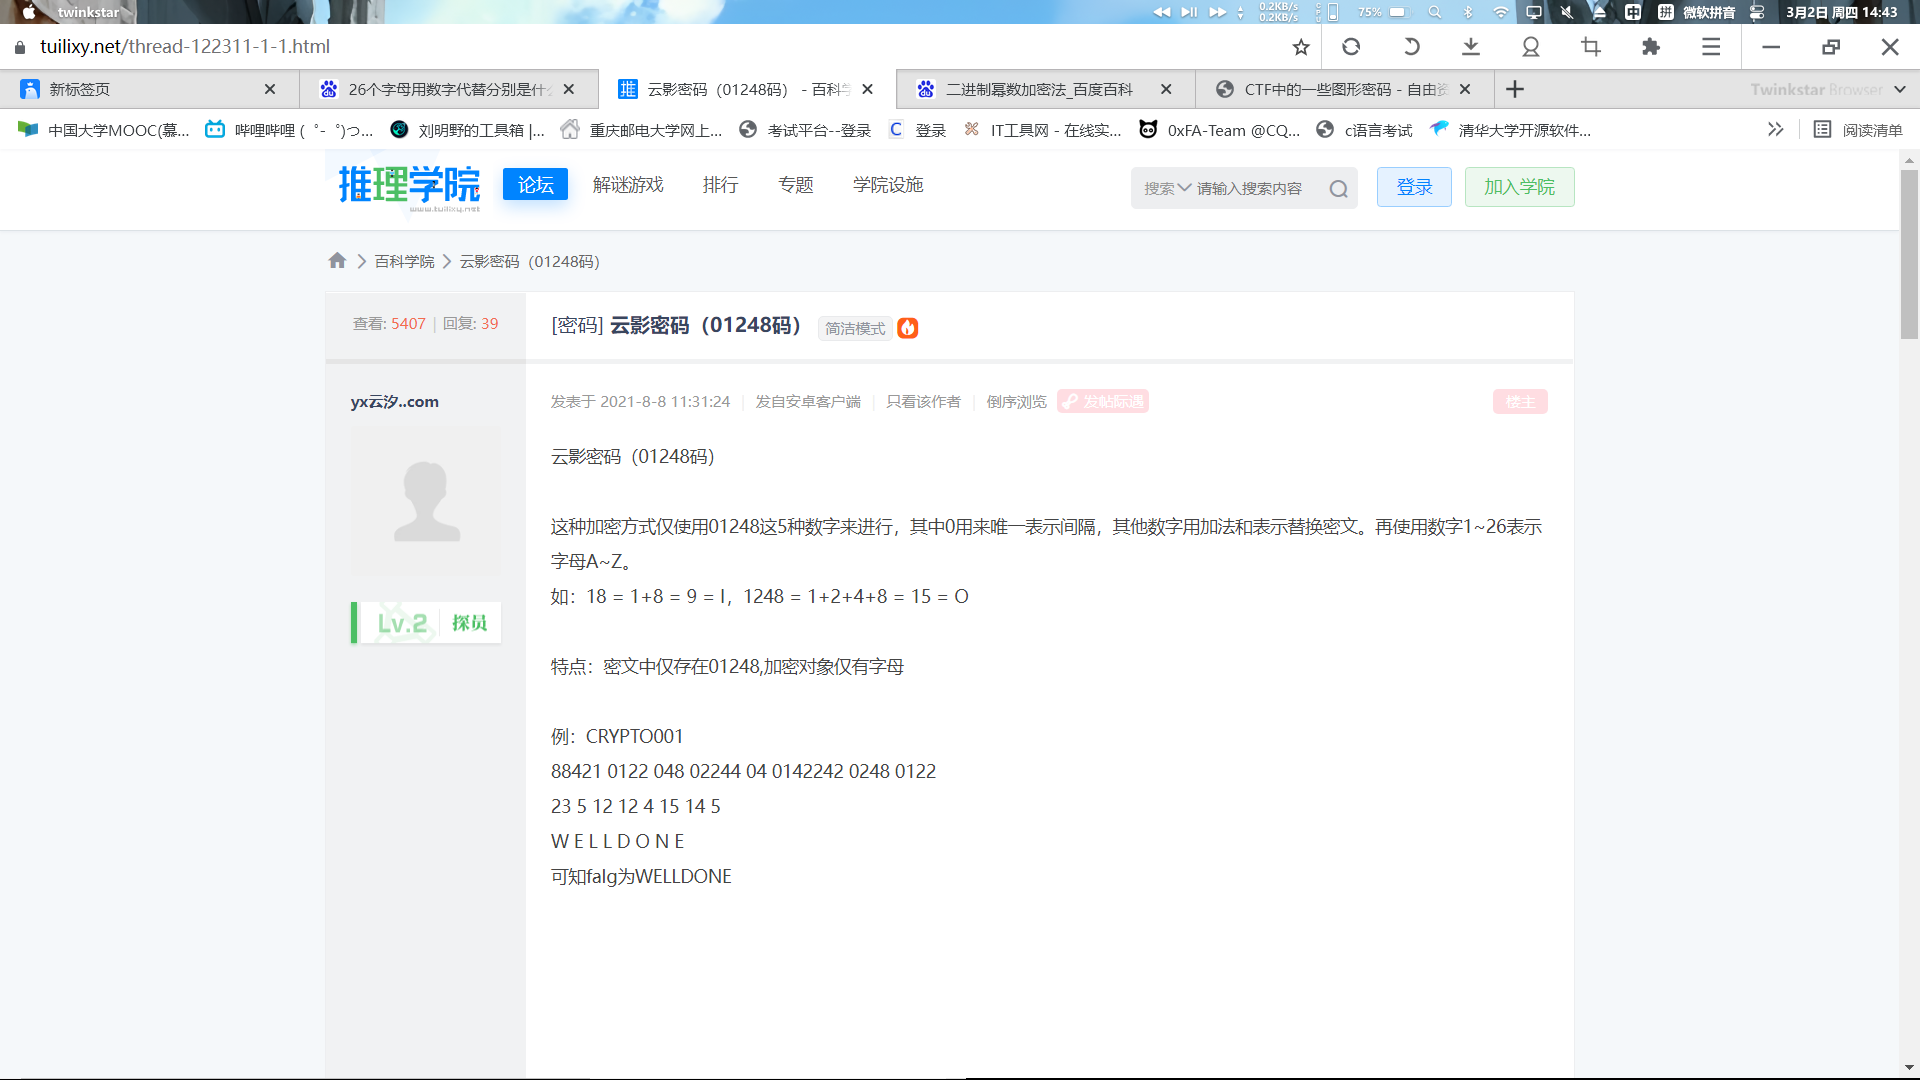 twinkstar
0.2KB/s
0.2KB/s
75%
中
拼
微软拼音
3月2日 周四 14:43
tuilixy.net/thread-122311-1-1.html
新标签页
26个字母用数字代替分别是什
云影密码（01248码） - 百科学
二进制幂数加密法_百度百科
CTF中的一些图形密码 - 自由资
Twinkstar Browser
中国大学MOOC(慕...
哔哩哔哩 ( ゜- ゜)つ...
刘明野的工具箱 |...
重庆邮电大学网上...
考试平台--登录
登录
IT工具网 - 在线实...
0xFA-Team @CQ...
c语言考试
清华大学开源软件...
阅读清单
推理学院
www.tuilixy.net
论坛
解谜游戏
排行
专题
学院设施
搜索
请输入搜索内容
登录
加入学院
百科学院
云影密码（01248码）
查看: 5407 | 回复: 39
[密码] 云影密码（01248码）
简洁模式
yx云汐..com
发表于 2021-8-8 11:31:24 | 发自安卓客户端 | 只看该作者 | 倒序浏览
发帖际遇
楼主
Lv.2 探员
云影密码（01248码）
这种加密方式仅使用01248这5种数字来进行，其中0用来唯一表示间隔，其他数字用加法和表示替换密文。再使用数字1~26表示
字母A~Z。
如：18 = 1+8 = 9 = I，1248 = 1+2+4+8 = 15 = O
特点：密文中仅存在01248,加密对象仅有字母
例：CRYPTO001
88421 0122 048 02244 04 0142242 0248 0122
23 5 12 12 4 15 14 5
W E L L D O N E
可知falg为WELLDONE